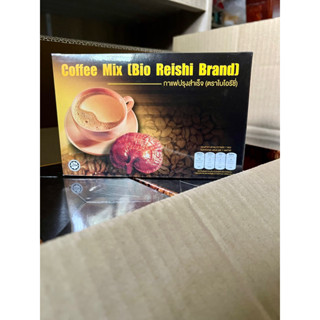 Coffee Mix (Bio Reishi Brand)
กาแฟปรุงสำเร็จ (ตราไบโอรีชี่)